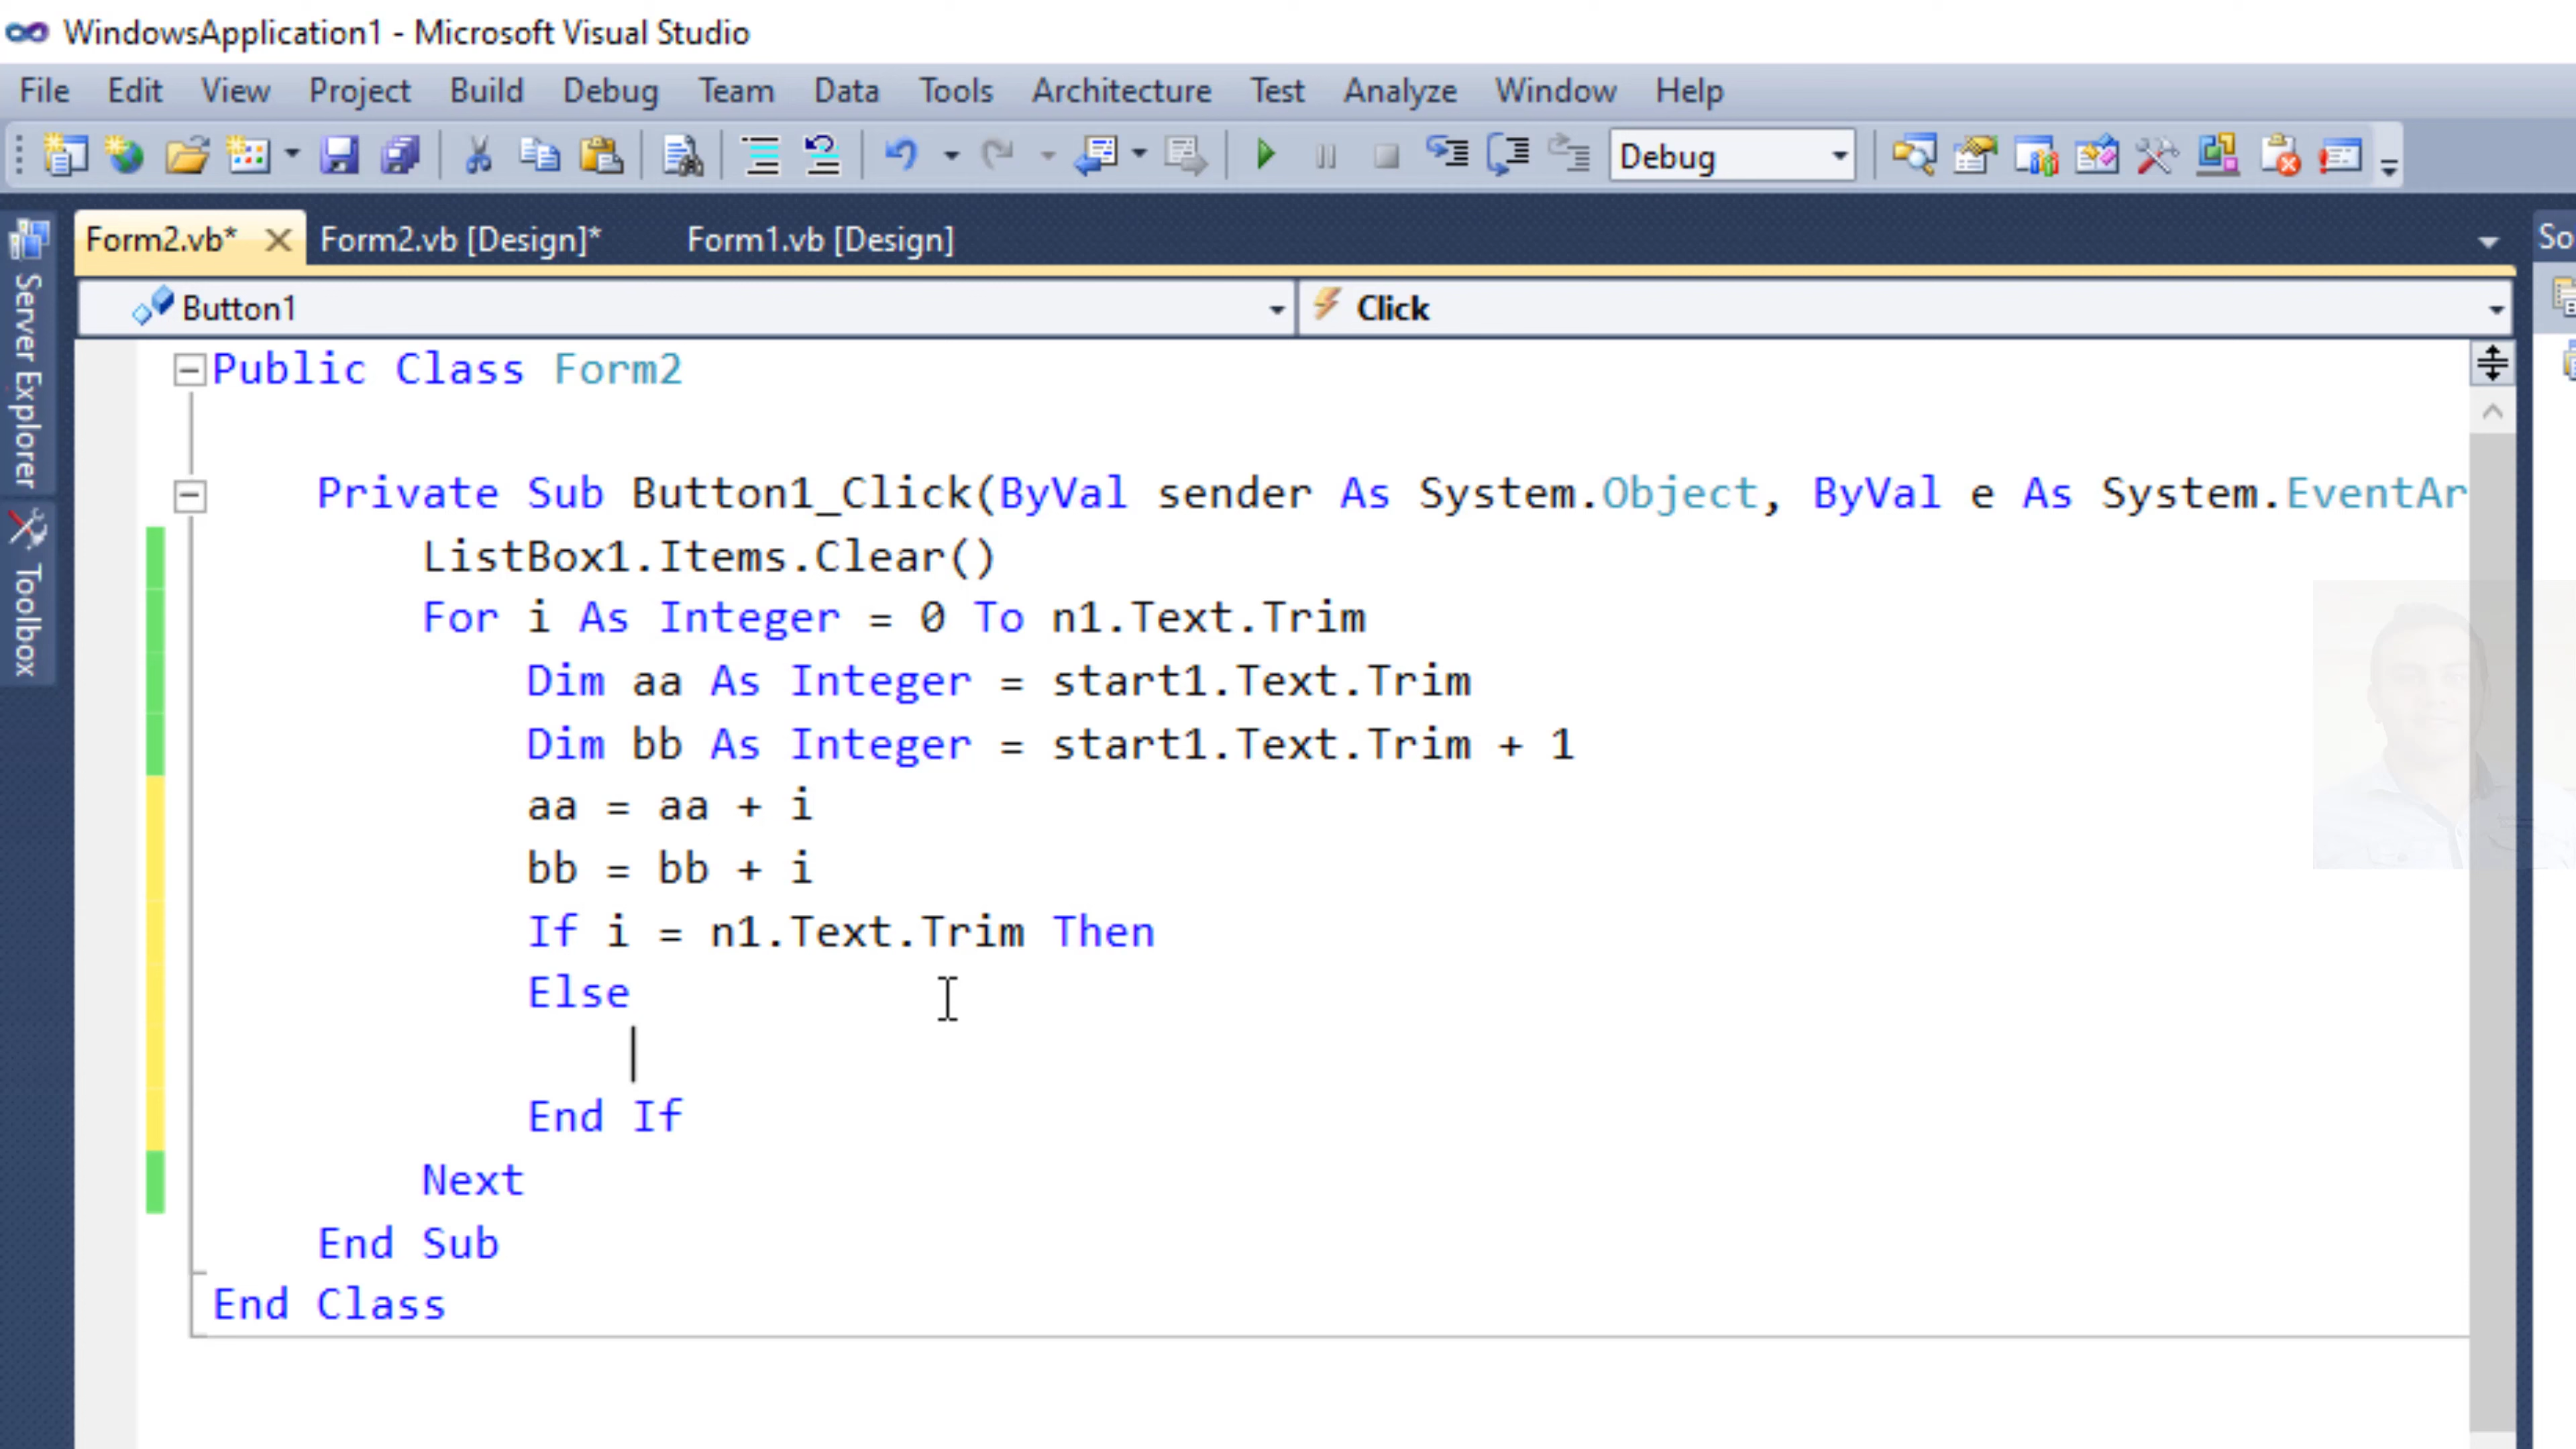 WindowsApplication1 - Microsoft Visual Studio
File Edit View Project Build Debug Team Data Tools Architecture Test Analyze Window Help
Debug
Form2.vb* Form2.vb [Design]* Form1.vb [Design]
So
Server Explorer
Toolbox
Button1 Click
Public Class Form2
Private Sub Button1_Click(ByVal sender As System.Object, ByVal e As System.EventAr
ListBox1.Items.Clear()
For i As Integer = 0 To n1.Text.Trim
Dim aa As Integer = start1.Text.Trim
Dim bb As Integer = start1.Text.Trim + 1
aa = aa + i
bb = bb + i
If i = n1.Text.Trim Then
Else
End If
Next
End Sub
End Class